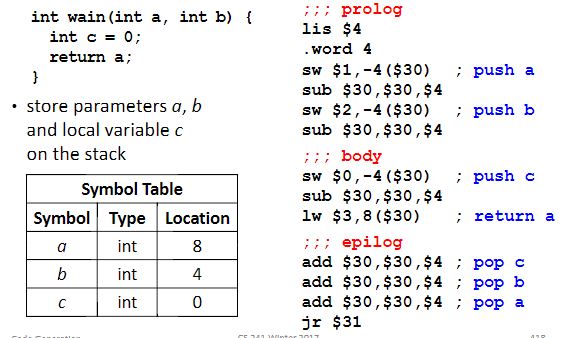 int wain(int a, int b) {
int c = 0;
return a;
}
• store parameters a, b
and local variable c
on the stack
Symbol Table
Symbol Type Location
a int 8
b int 4
c int 0
;;; prolog
lis $4
.word 4
sw $1,-4($30) ; push a
sub $30,$30,$4
sw $2,-4($30) ; push b
sub $30,$30,$4
;;; body
sw $0,-4($30) ; push c
sub $30,$30,$4
lw $3,8($30) ; return a
;;; epilog
add $30,$30,$4 ; pop c
add $30,$30,$4 ; pop b
add $30,$30,$4 ; pop a
jr $31
Code Generation CS 241 Winter 2017 418